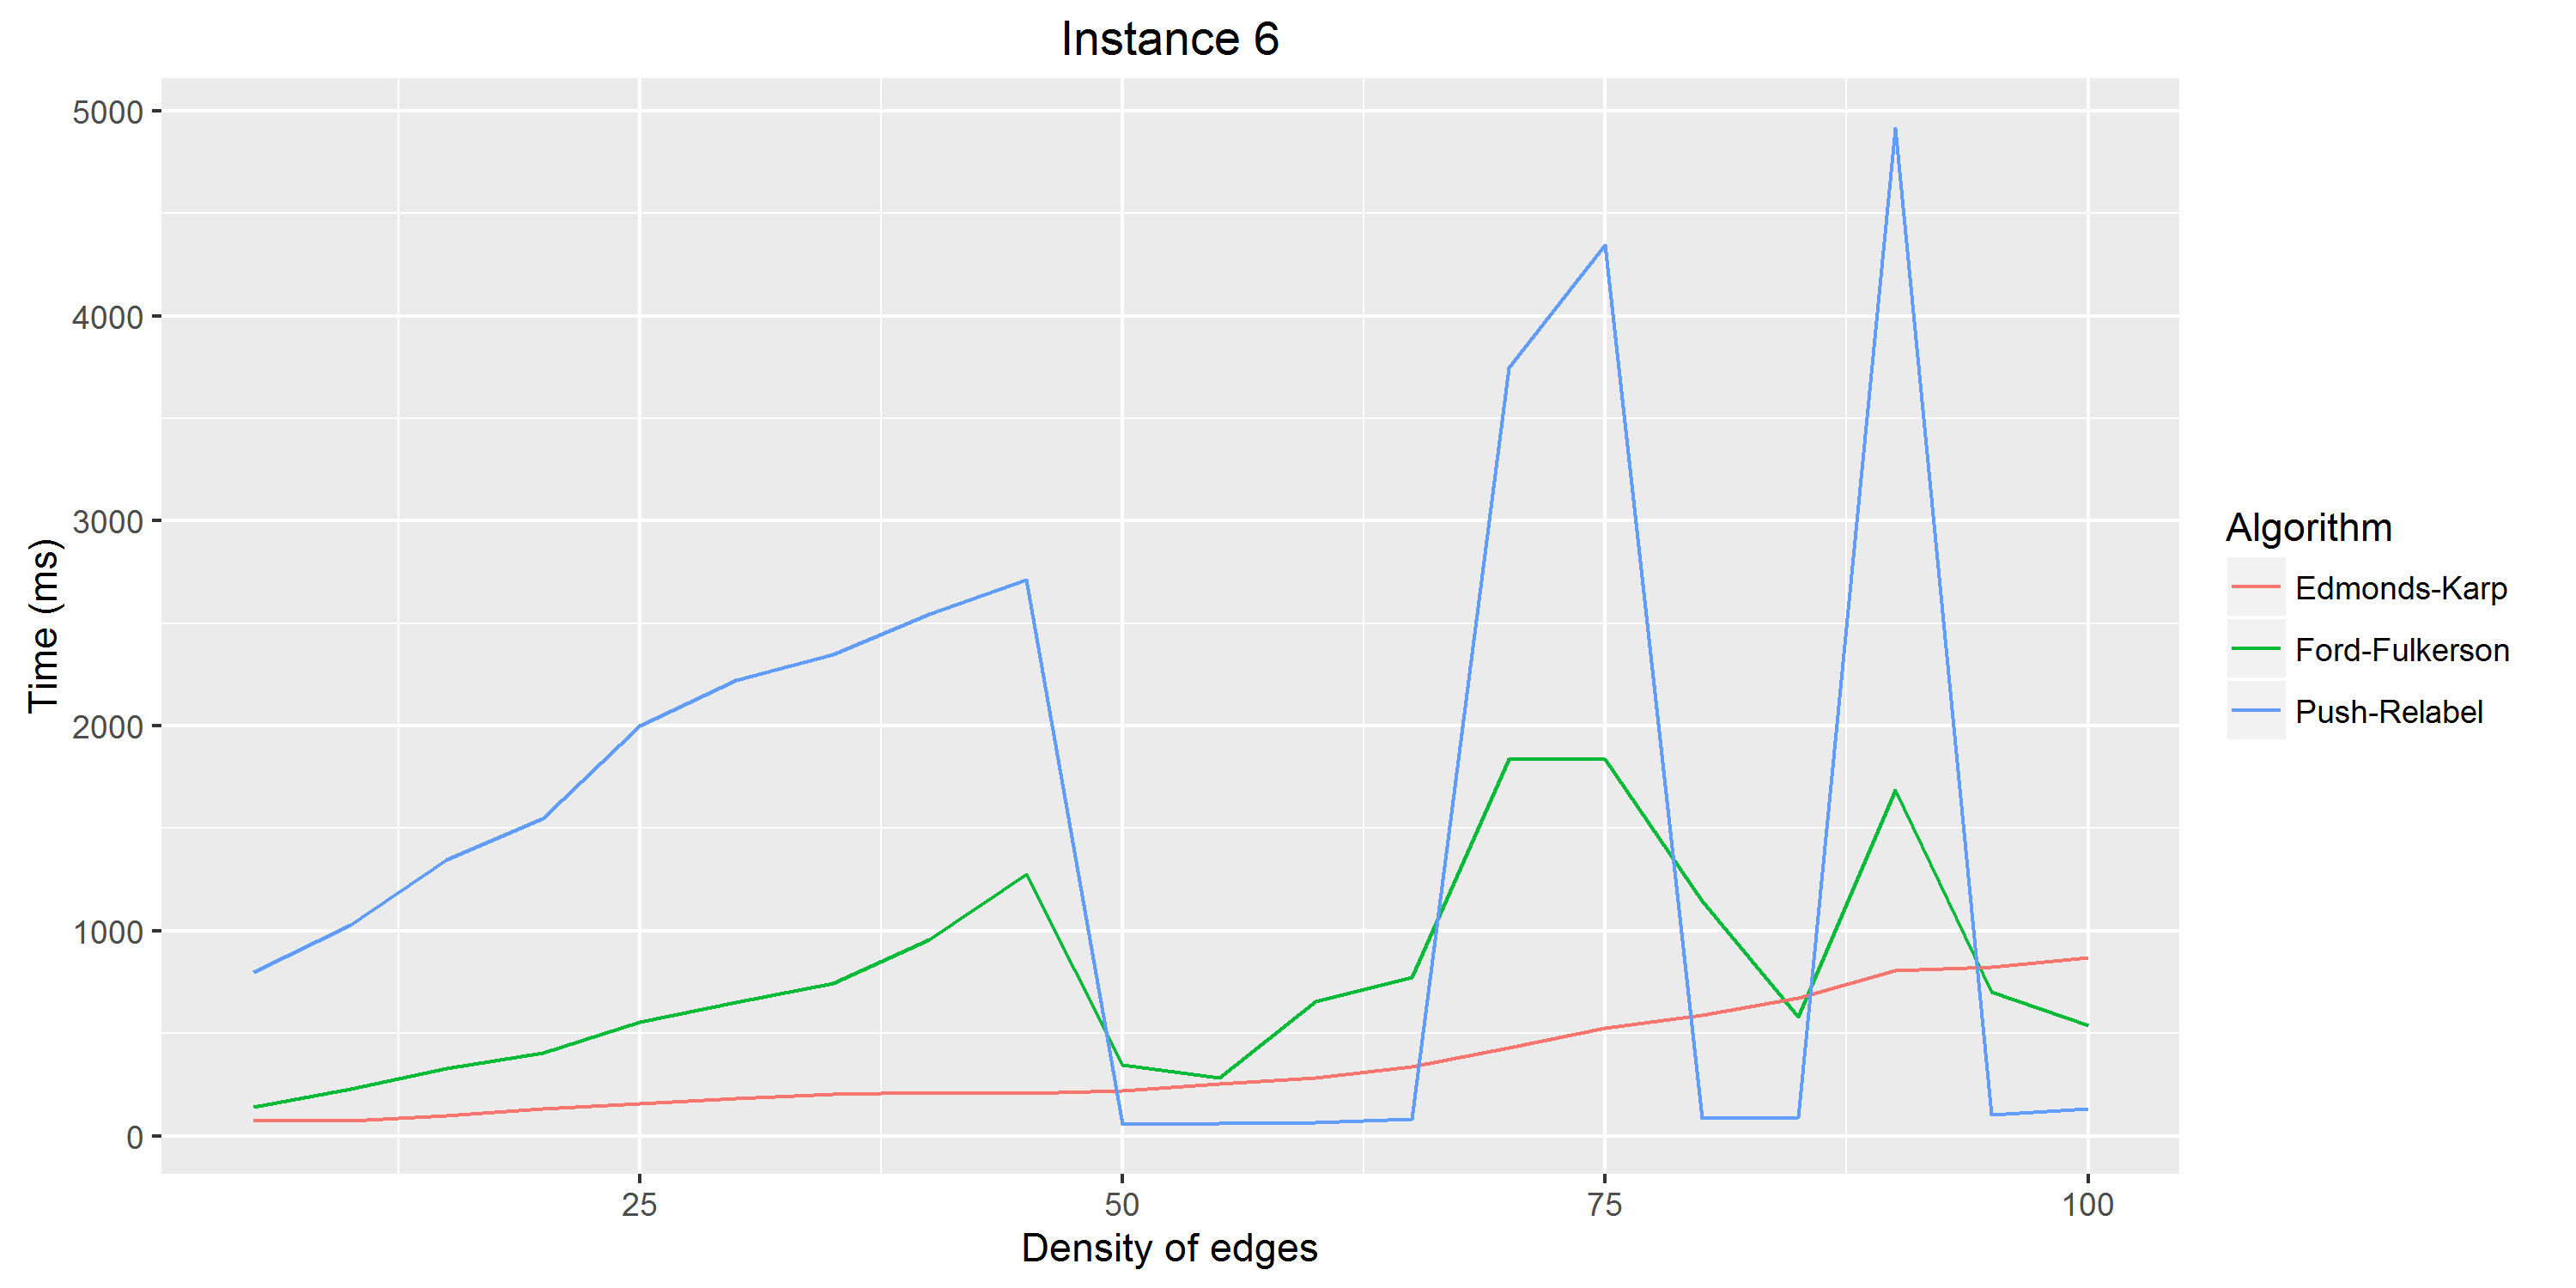 Instance 6
5000
4000
3000
2000
1000
0
Time (ms)
25 50 75 100
Density of edges
Algorithm
Edmonds-Karp
Ford-Fulkerson
Push-Relabel